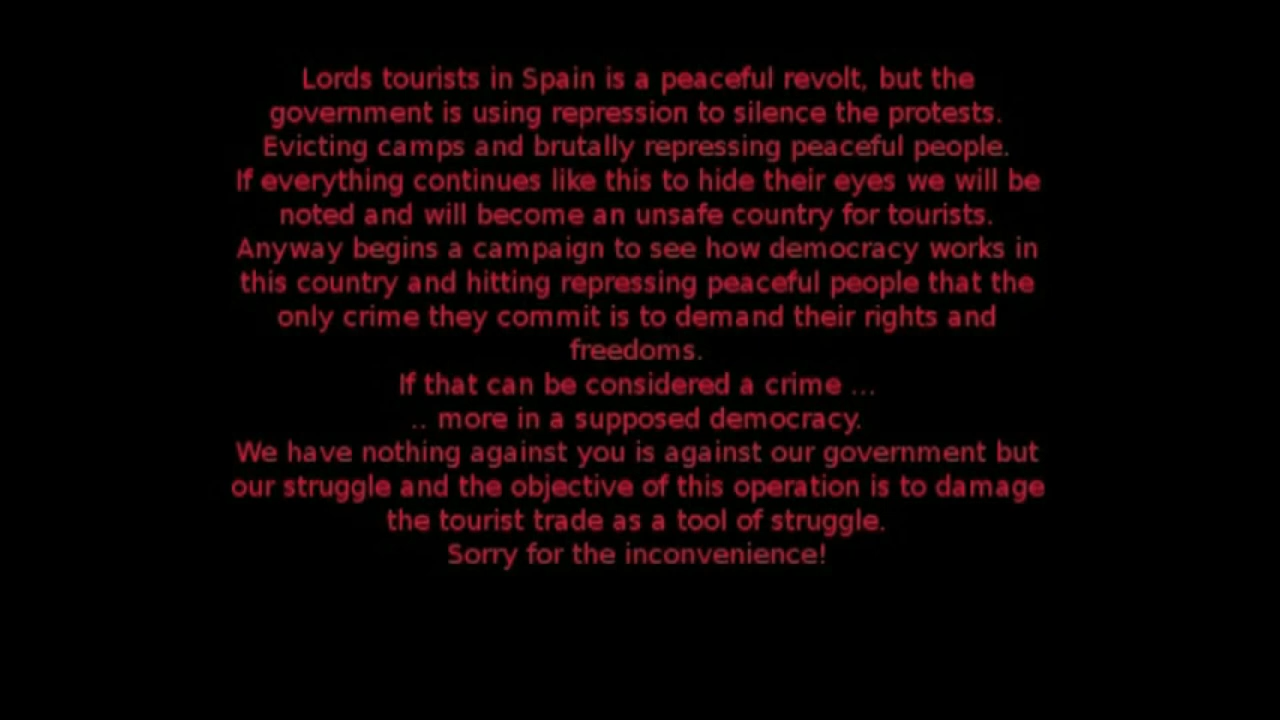 Lords tourists in Spain is a peaceful revolt, but the
government is using repression to silence the protests.
Evicting camps and brutally repressing peaceful people.
If everything continues like this to hide their eyes we will be
noted and will become an unsafe country for tourists.
Anyway begins a campaign to see how democracy works in
this country and hitting repressing peaceful people that the
only crime they commit is to demand their rights and
freedoms.
If that can be considered a crime ...
.. more in a supposed democracy.
We have nothing against you is against our government but
our struggle and the objective of this operation is to damage
the tourist trade as a tool of struggle.
Sorry for the inconvenience!